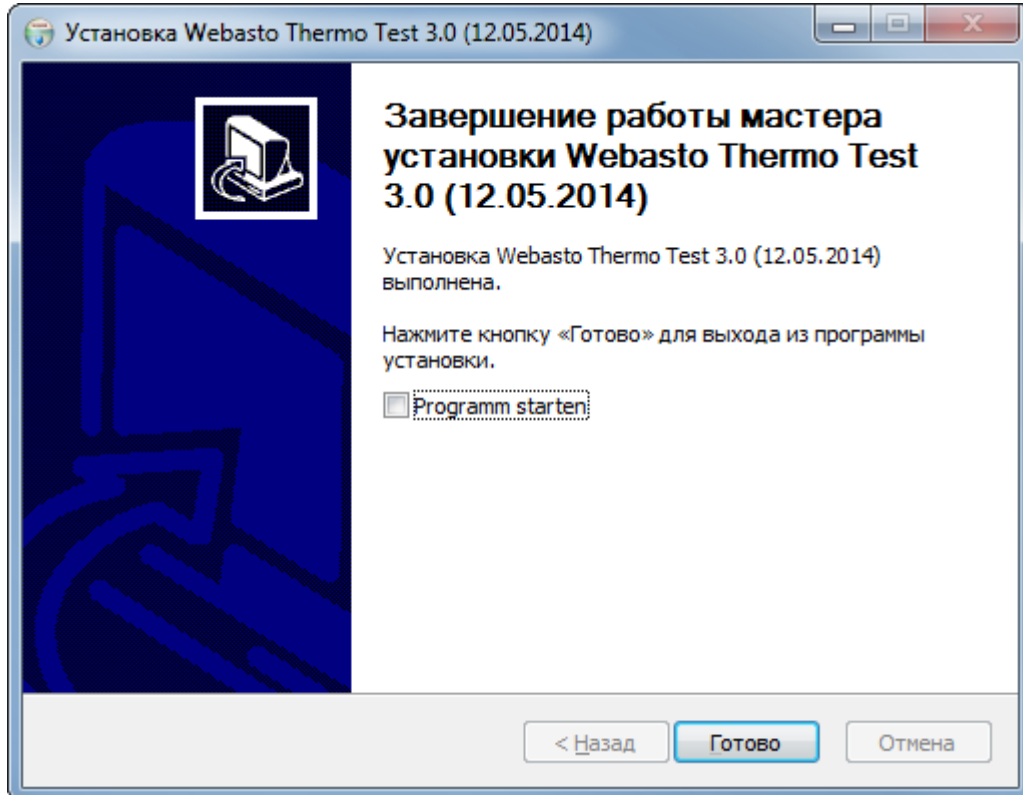 Установка Webasto Thermo Test 3.0 (12.05.2014)
Завершение работы мастера
установки Webasto Thermo Test
3.0 (12.05.2014)
Установка Webasto Thermo Test 3.0 (12.05.2014)
выполнена.
Нажмите кнопку «Готово» для выхода из программы
установки.
Programm starten
< Назад
Готово
Отмена